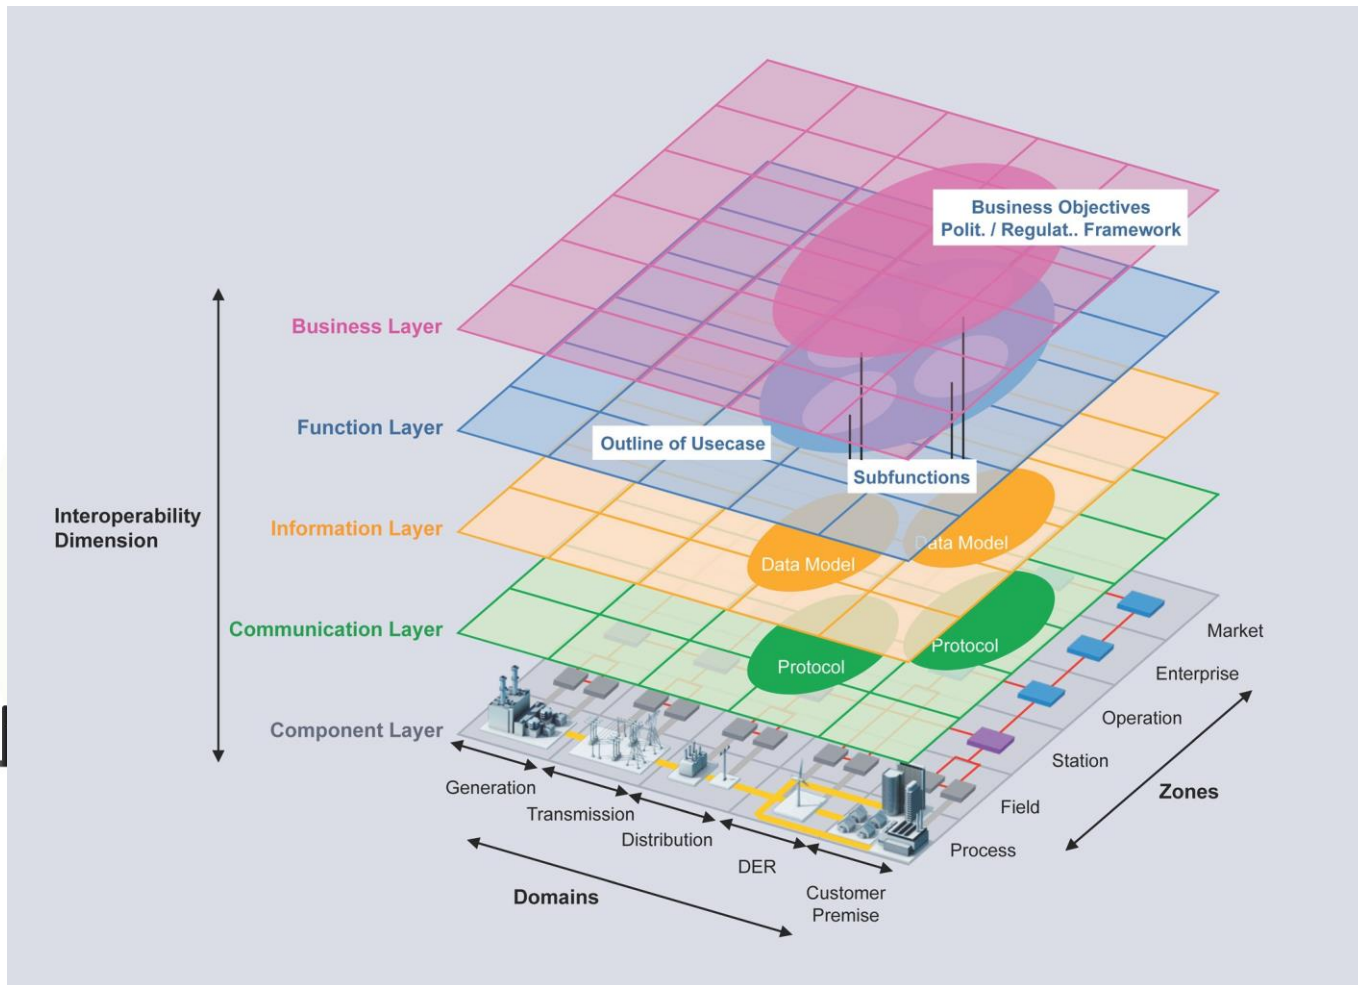 Business Objectives
Polit. / Regulat.. Framework
Business Layer
Function Layer
Outline of Usecase
Subfunctions
Interoperability
Dimension
Information Layer
Data Model
Data Model
Communication Layer
Protocol
Protocol
Component Layer
Market
Enterprise
Operation
Station
Field
Process
Zones
Generation
Transmission
Distribution
DER
Customer
Premise
Domains